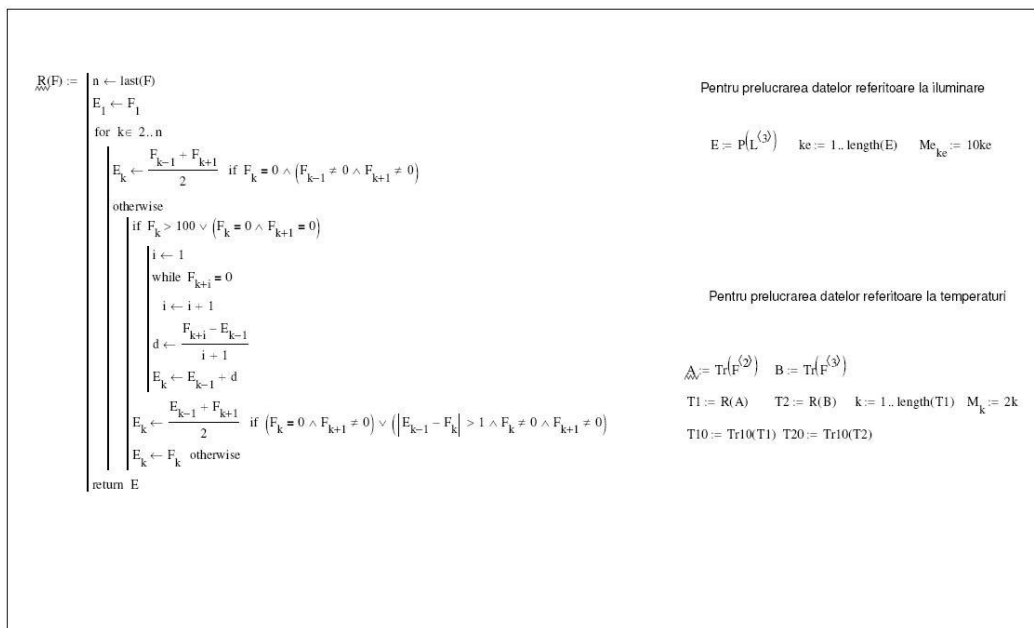 R(F) := n ← last(F)
E_1 ← F_1
for k ∈ 2..n
E_k ← (F_{k−1} + F_{k+1})/2 if F_k = 0 ∧ (F_{k−1} ≠ 0 ∧ F_{k+1} ≠ 0)
otherwise
if F_k > 100 ∨ (F_k = 0 ∧ F_{k+1} = 0)
i ← 1
while F_{k+i} = 0
i ← i + 1
d ← (F_{k+i} − E_{k−1})/(i + 1)
E_k ← E_{k−1} + d
E_k ← (E_{k−1} + F_{k+1})/2 if (F_k = 0 ∧ F_{k+1} ≠ 0) ∨ (|E_{k−1} − F_k| > 1 ∧ F_k ≠ 0 ∧ F_{k+1} ≠ 0)
E_k ← F_k otherwise
return E
Pentru prelucrarea datelor referitoare la iluminare
E := P(L^⟨3⟩) ke := 1.. length(E) Me_ke := 10ke
Pentru prelucrarea datelor referitoare la temperaturi
A := Tr(F^⟨2⟩) B := Tr(F^⟨3⟩)
T1 := R(A) T2 := R(B) k := 1.. length(T1) M_k := 2k
T10 := Tr10(T1) T20 := Tr10(T2)